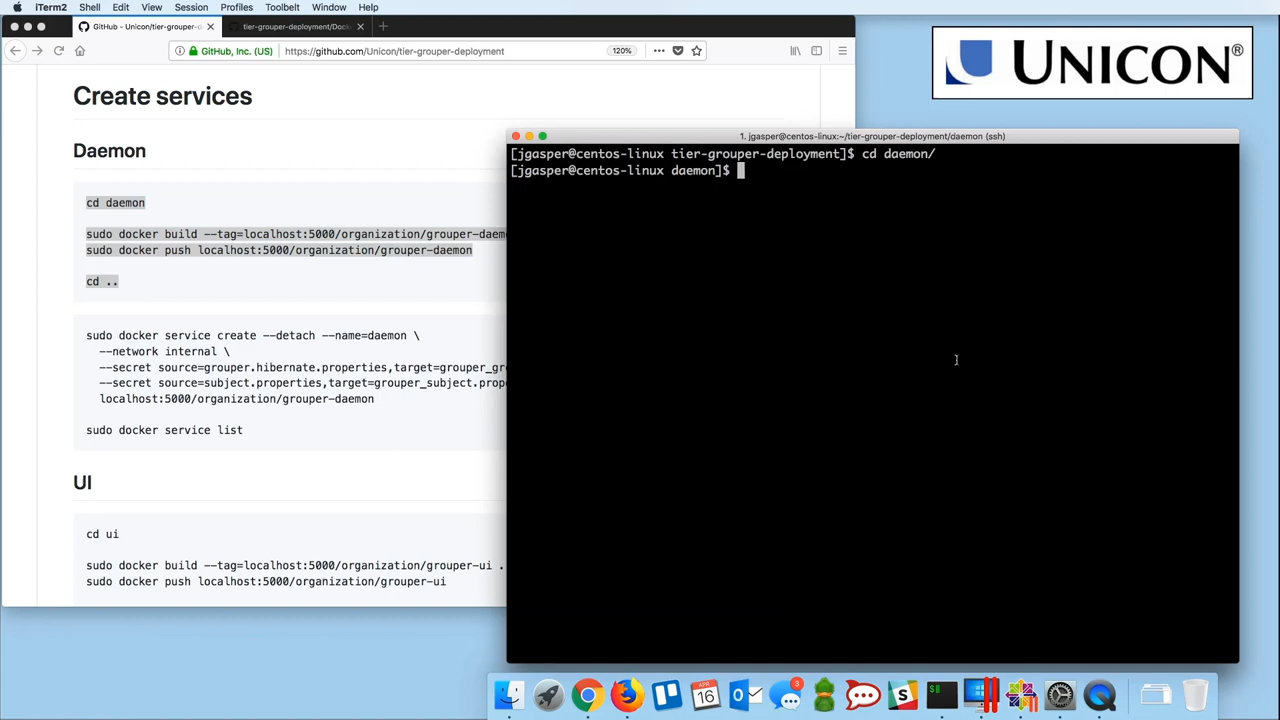 iTerm2 Shell Edit View Session Profiles Toolbelt Window Help
GitHub - Unicon/tier-grouper-d
tier-grouper-deployment/Dock
GitHub, Inc. (US)
https://github.com/Unicon/tier-grouper-deployment
120%
UNICON®
Create services
Daemon
cd daemon
sudo docker build --tag=localhost:5000/organization/grouper-daem
sudo docker push localhost:5000/organization/grouper-daemon
cd ..
sudo docker service create --detach --name=daemon \
--network internal \
--secret source=grouper.hibernate.properties,target=grouper_gr
--secret source=subject.properties,target=grouper_subject.prop
localhost:5000/organization/grouper-daemon
sudo docker service list
UI
cd ui
sudo docker build --tag=localhost:5000/organization/grouper-ui .
sudo docker push localhost:5000/organization/grouper-ui
1. jgasper@centos-linux:~/tier-grouper-deployment/daemon (ssh)
[jgasper@centos-linux tier-grouper-deployment]$ cd daemon/
[jgasper@centos-linux daemon]$
APR
16
3
$